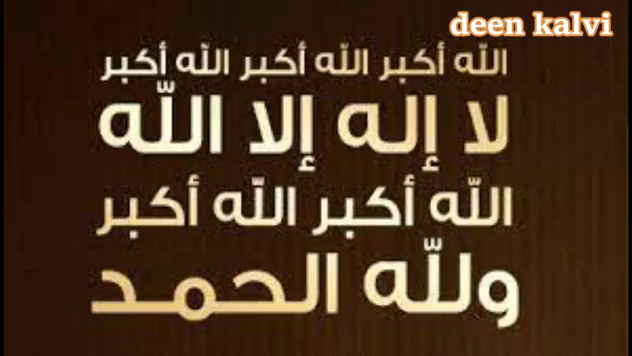 deen kalvi
الله أكبر الله أكبر الله أكبر
لا إله إلا الله
الله أكبر الله أكبر
ولله الحمد